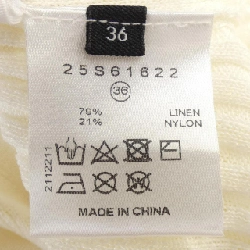 36
25S61622
36
79% LINEN
21% NYLON
2112211
MADE IN CHINA